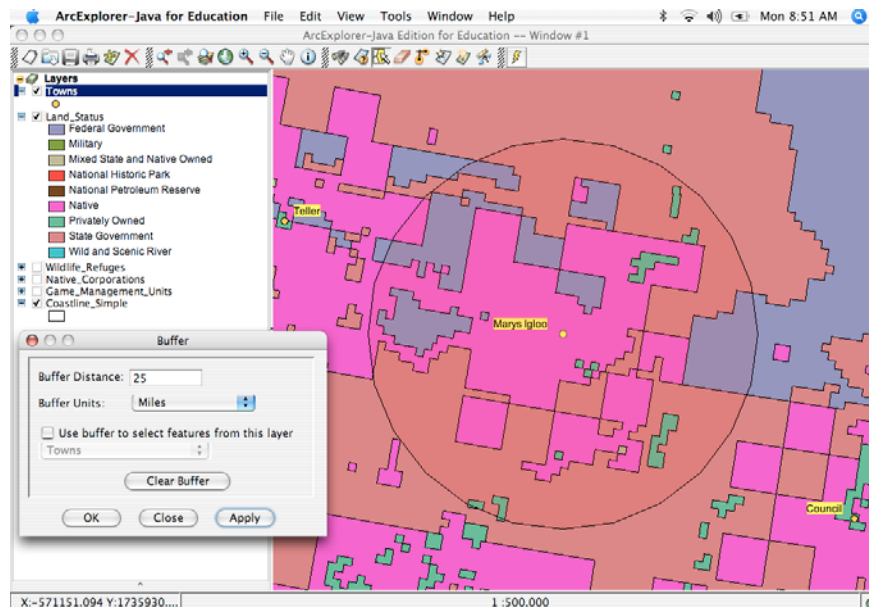 ArcExplorer-Java for Education File Edit View Tools Window Help Mon 8:51 AM
ArcExplorer-Java Edition for Education -- Window #1
Layers
Towns
Land_Status
Federal Government
Military
Mixed State and Native Owned
National Historic Park
National Petroleum Reserve
Native
Privately Owned
State Government
Wild and Scenic River
Wildlife_Refuges
Native_Corporations
Game_Management_Units
Coastline_Simple
Teller
Marys Igloo
Council
Buffer
Buffer Distance: 25
Buffer Units: Miles
Use buffer to select features from this layer
Towns
Clear Buffer
OK Close Apply
X:-571151.094 Y:1735930.... 1 :500,000